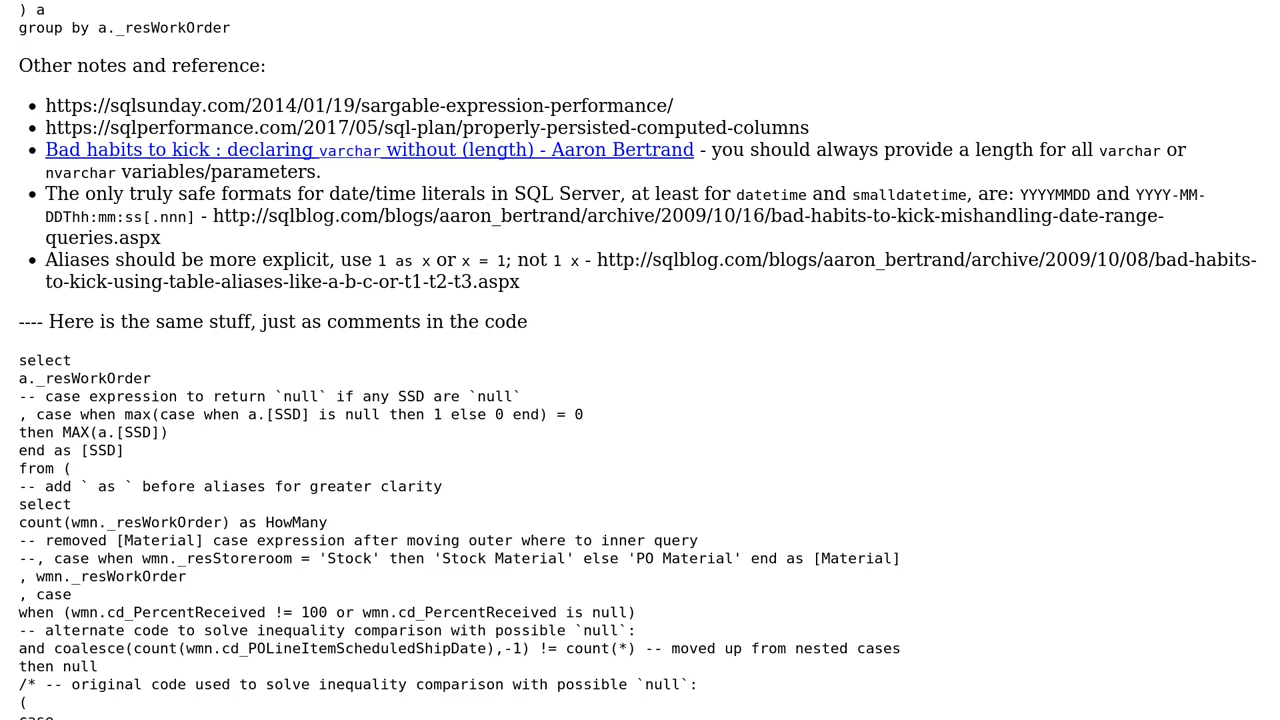 ) a
group by a._resWorkOrder
Other notes and reference:
• https://sqlsunday.com/2014/01/19/sargable-expression-performance/
• https://sqlperformance.com/2017/05/sql-plan/properly-persisted-computed-columns
• Bad habits to kick : declaring varchar without (length) - Aaron Bertrand - you should always provide a length for all varchar or
nvarchar variables/parameters.
• The only truly safe formats for date/time literals in SQL Server, at least for datetime and smalldatetime, are: YYYYMMDD and YYYY-MM-
DDThh:mm:ss[.nnn] - http://sqlblog.com/blogs/aaron_bertrand/archive/2009/10/16/bad-habits-to-kick-mishandling-date-range-
queries.aspx
• Aliases should be more explicit, use 1 as x or x = 1; not 1 x - http://sqlblog.com/blogs/aaron_bertrand/archive/2009/10/08/bad-habits-
to-kick-using-table-aliases-like-a-b-c-or-t1-t2-t3.aspx
---- Here is the same stuff, just as comments in the code
select
a._resWorkOrder
-- case expression to return `null` if any SSD are `null`
, case when max(case when a.[SSD] is null then 1 else 0 end) = 0
then MAX(a.[SSD])
end as [SSD]
from (
-- add ` as ` before aliases for greater clarity
select
count(wmn._resWorkOrder) as HowMany
-- removed [Material] case expression after moving outer where to inner query
--, case when wmn._resStoreroom = 'Stock' then 'Stock Material' else 'PO Material' end as [Material]
, wmn._resWorkOrder
, case
when (wmn.cd_PercentReceived != 100 or wmn.cd_PercentReceived is null)
-- alternate code to solve inequality comparison with possible `null`:
and coalesce(count(wmn.cd_POLineItemScheduledShipDate),-1) != count(*) -- moved up from nested cases
then null
/* -- original code used to solve inequality comparison with possible `null`:
(
case